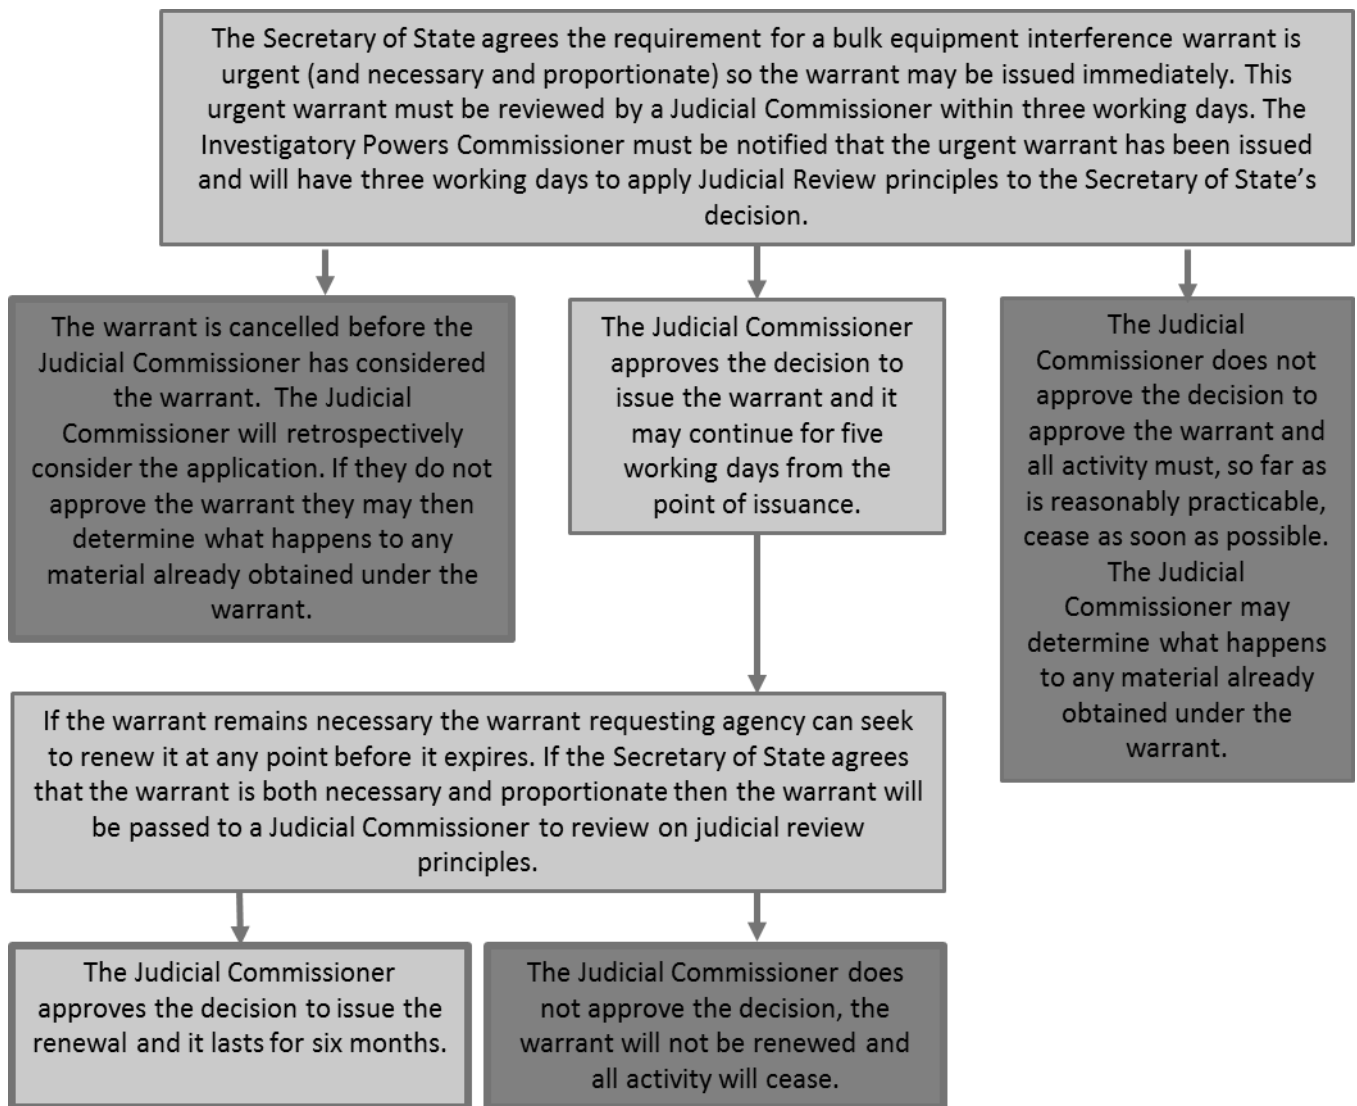 The Secretary of State agrees the requirement for a bulk equipment interference warrant is
urgent (and necessary and proportionate) so the warrant may be issued immediately. This
urgent warrant must be reviewed by a Judicial Commissioner within three working days. The
Investigatory Powers Commissioner must be notified that the urgent warrant has been issued
and will have three working days to apply Judicial Review principles to the Secretary of State's
decision.
The warrant is cancelled before the
Judicial Commissioner has considered
the warrant. The Judicial
Commissioner will retrospectively
consider the application. If they do not
approve the warrant they may then
determine what happens to any
material already obtained under the
warrant.
The Judicial Commissioner
approves the decision to
issue the warrant and it
may continue for five
working days from the
point of issuance.
The Judicial
Commissioner does not
approve the decision to
approve the warrant and
all activity must, so far as
is reasonably practicable,
cease as soon as possible.
The Judicial
Commissioner may
determine what happens
to any material already
obtained under the
warrant.
If the warrant remains necessary the warrant requesting agency can seek
to renew it at any point before it expires. If the Secretary of State agrees
that the warrant is both necessary and proportionate then the warrant will
be passed to a Judicial Commissioner to review on judicial review
principles.
The Judicial Commissioner
approves the decision to issue the
renewal and it lasts for six months.
The Judicial Commissioner does
not approve the decision, the
warrant will not be renewed and
all activity will cease.